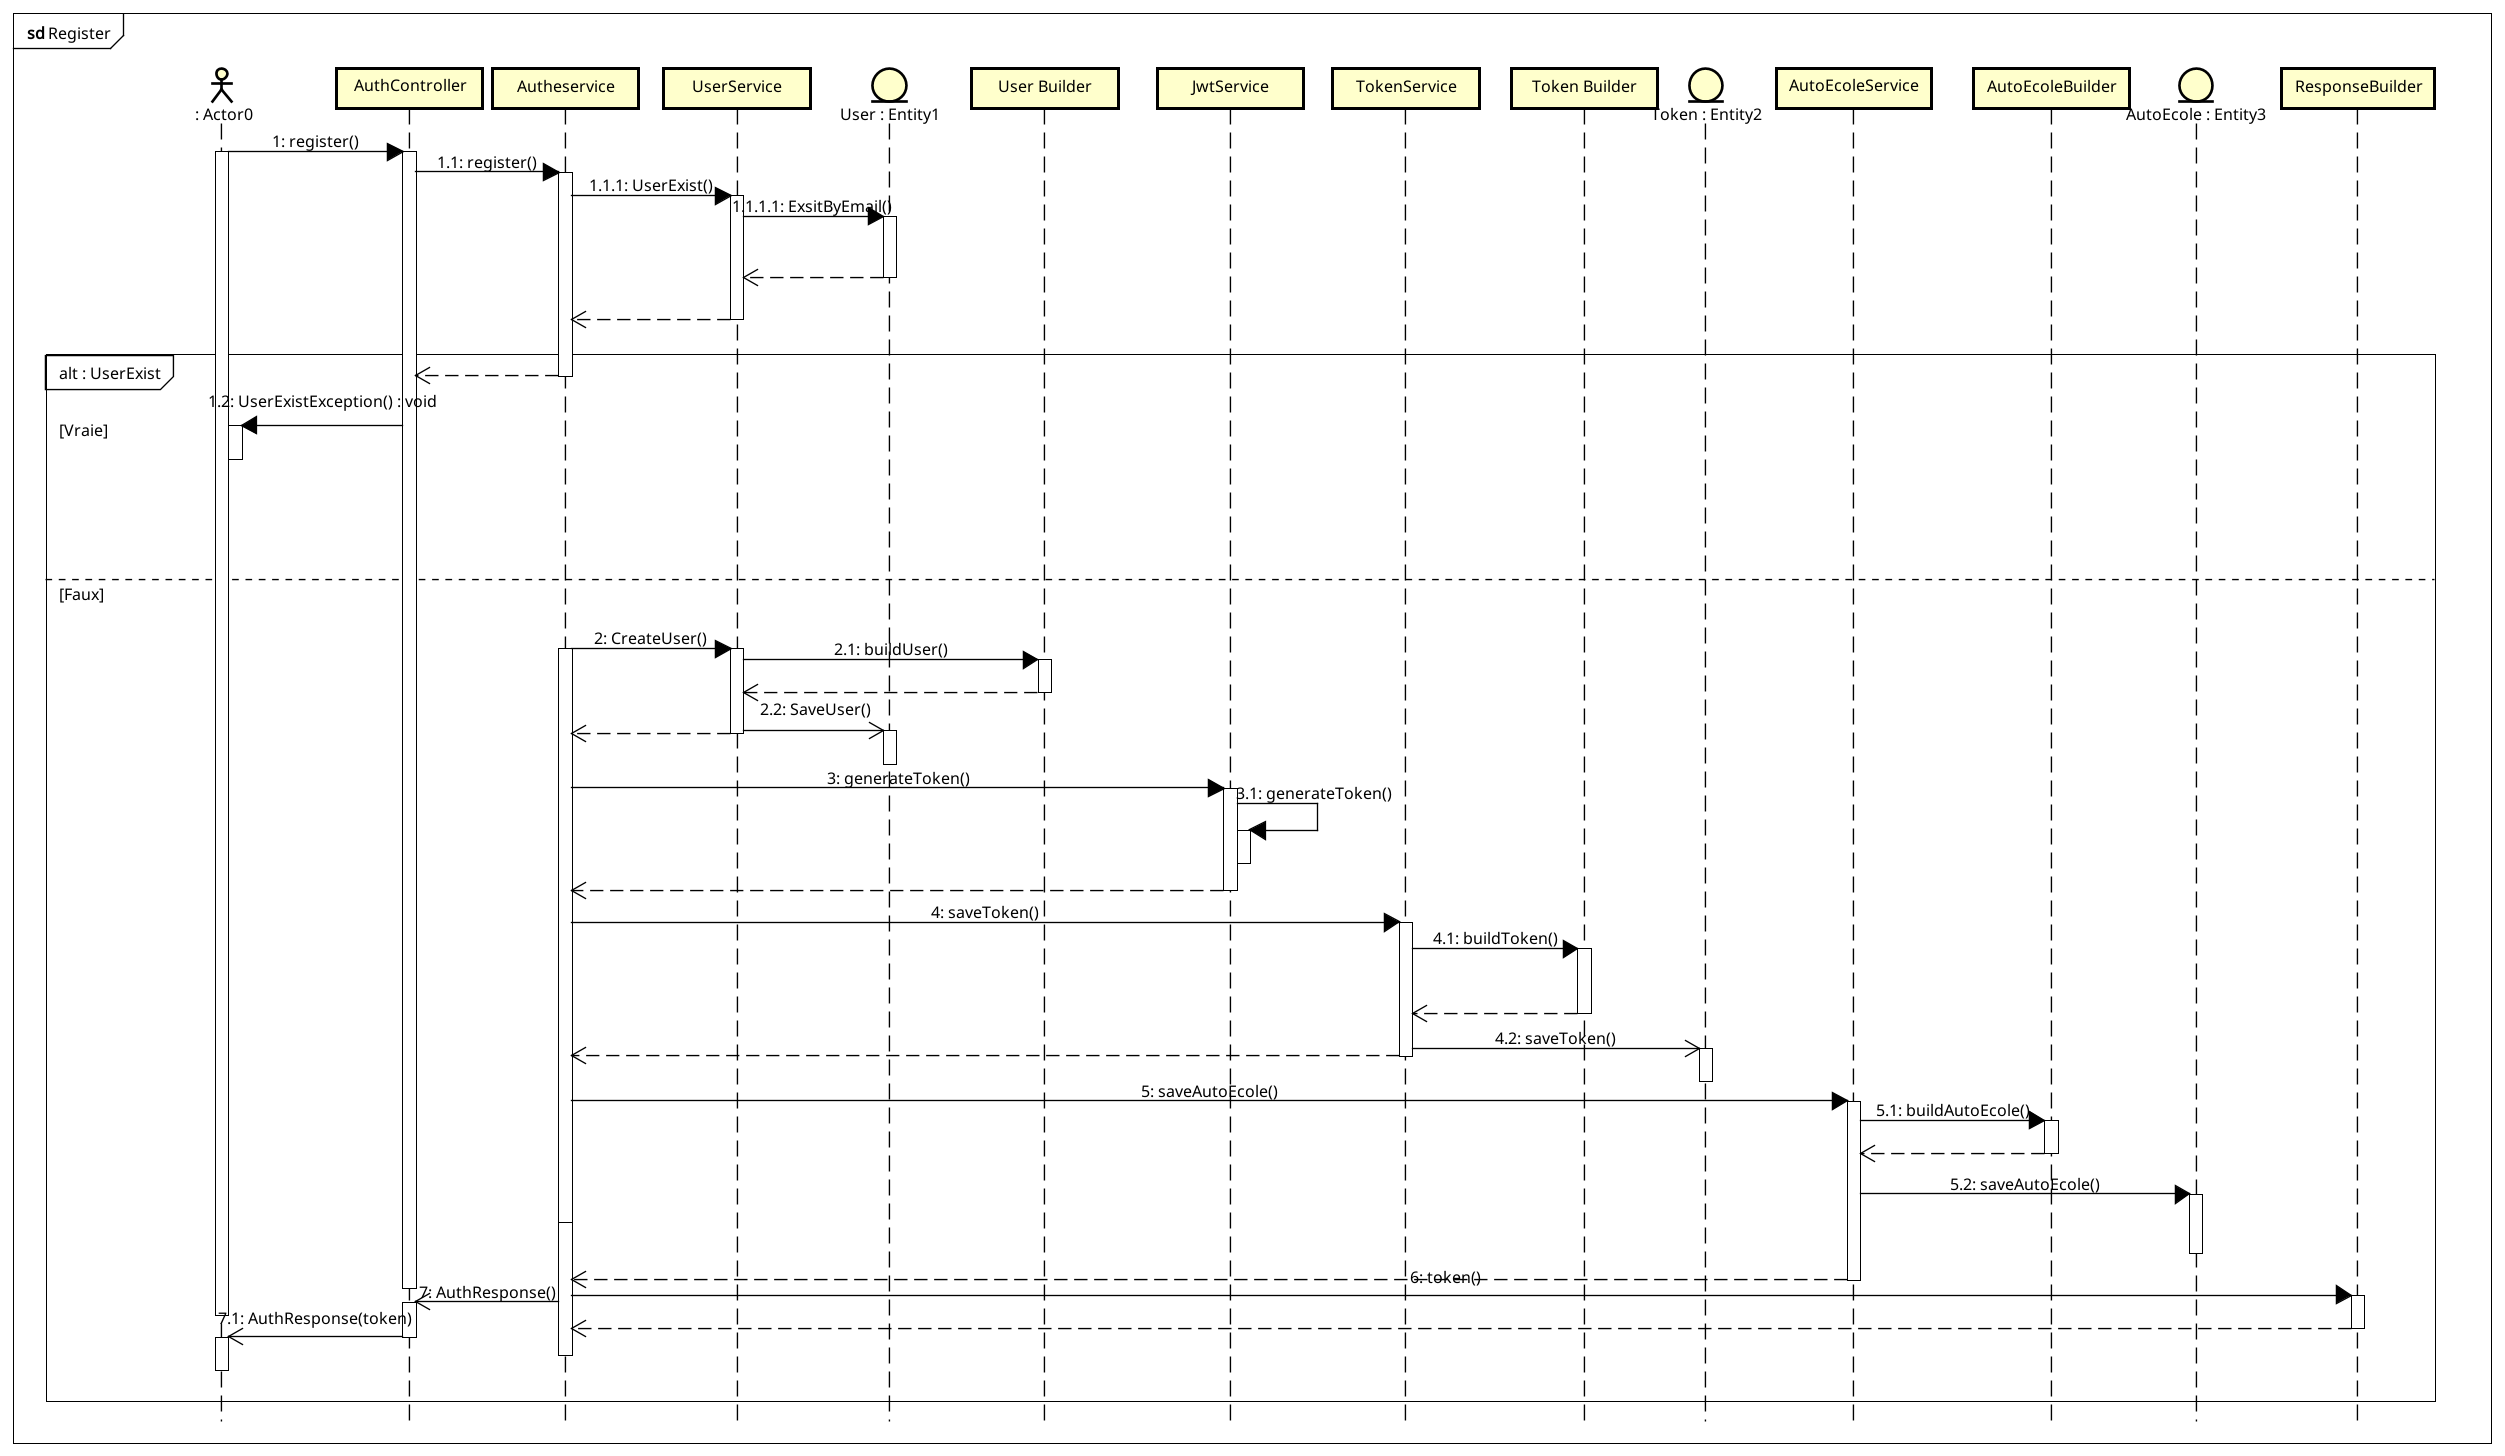 sd Register
: Actor0
AuthController
Autheservice
UserService
User : Entity1
User Builder
JwtService
TokenService
Token Builder
Token : Entity2
AutoEcoleService
AutoEcoleBuilder
AutoEcole : Entity3
ResponseBuilder
1: register()
1.1: register()
1.1.1: UserExist()
1.1.1.1: ExsitByEmail()
alt : UserExist
1.2: UserExistException() : void
[Vraie]
[Faux]
2: CreateUser()
2.1: buildUser()
2.2: SaveUser()
3: generateToken()
3.1: generateToken()
4: saveToken()
4.1: buildToken()
4.2: saveToken()
5: saveAutoEcole()
5.1: buildAutoEcole()
5.2: saveAutoEcole()
6: token()
7: AuthResponse()
7.1: AuthResponse(token)